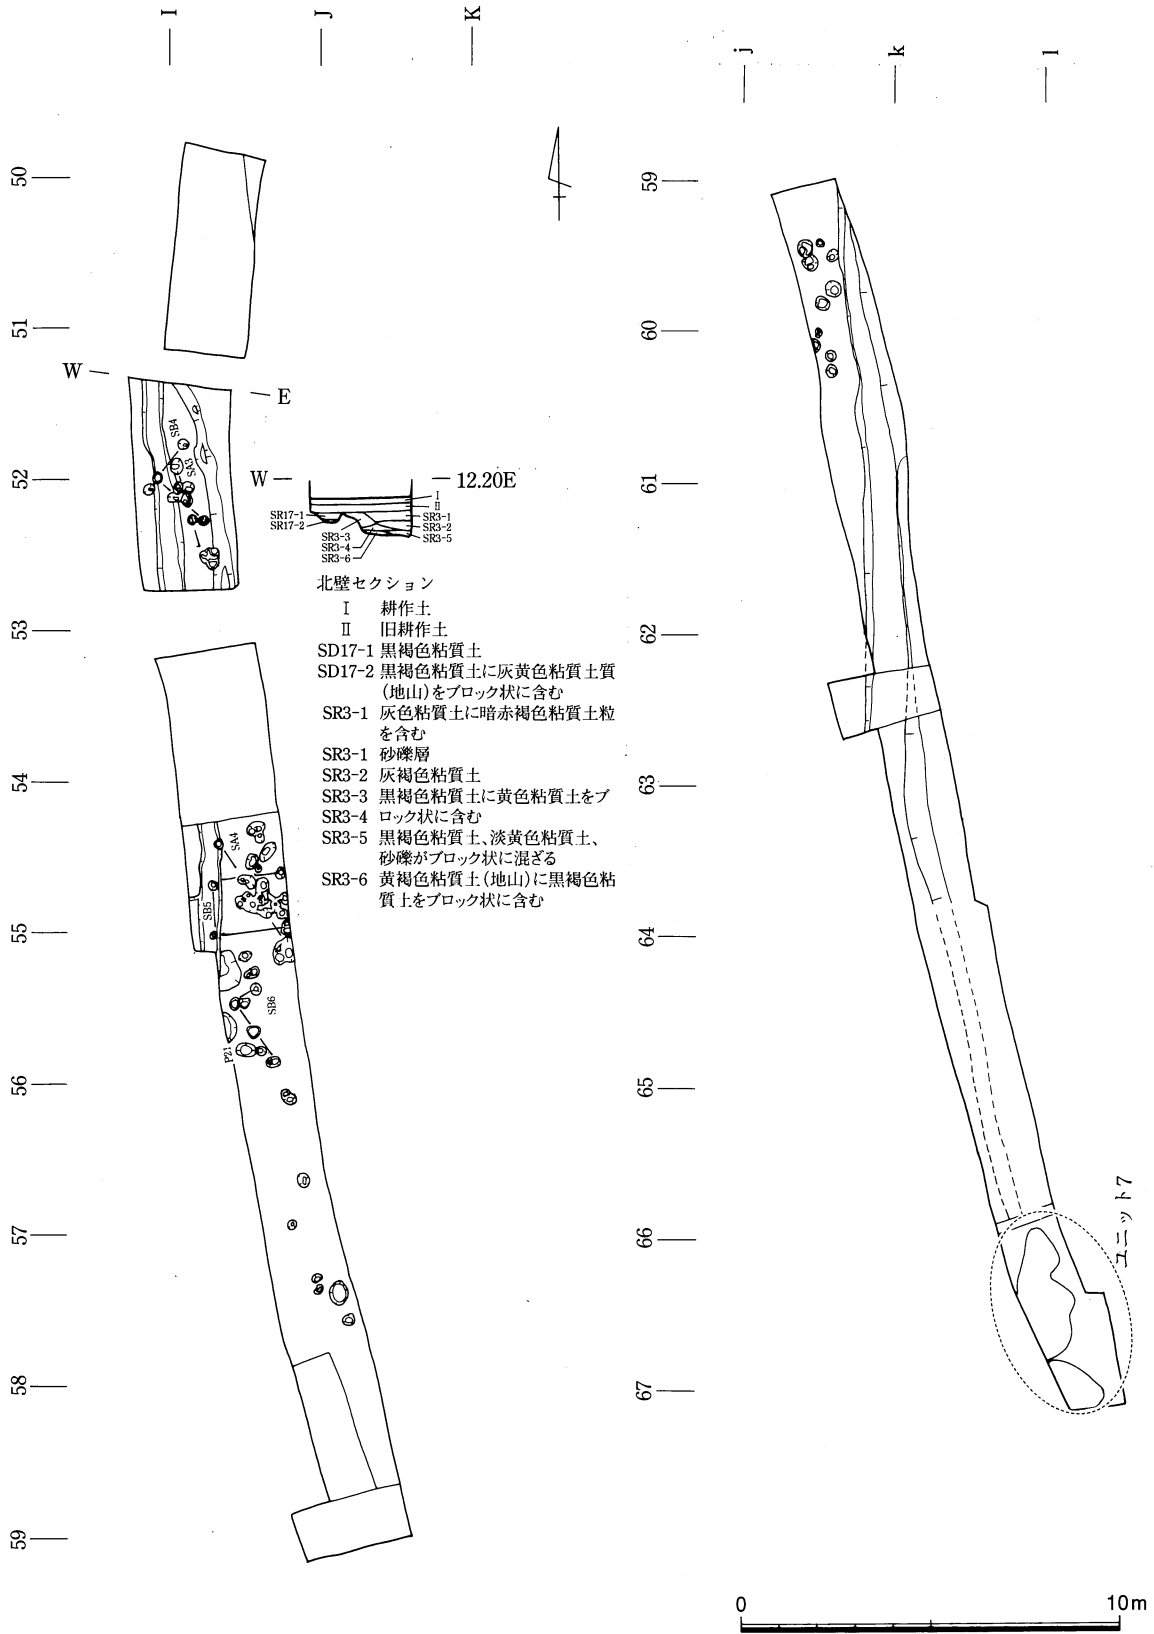 I
J
K
50
51
W
E
SB4
SA3
52
W
12.20E
I
II
SR17-1
SR17-2
SR3-1
SR3-2
SR3-3
SR3-4
SR3-5
SR3-6
北壁セクション
I 耕作土
II 旧耕作土
SD17-1 黒褐色粘質土
SD17-2 黒褐色粘質土に灰黄色粘質土質
(地山)をブロック状に含む
SR3-1 灰色粘質土に暗赤褐色粘質土粒
を含む
SR3-1 砂礫層
SR3-2 灰褐色粘質土
SR3-3 黒褐色粘質土に黄色粘質土をブ
SR3-4 ロック状に含む
SR3-5 黒褐色粘質土、淡黄色粘質土、
砂礫がブロック状に混ざる
SR3-6 黄褐色粘質土(地山)に黒褐色粘
質土をブロック状に含む
53
54
SA4
SB5
55
SB6
P21
56
57
58
59
j
k
l
59
60
61
62
63
64
65
66
67
ユニット7
0
10m